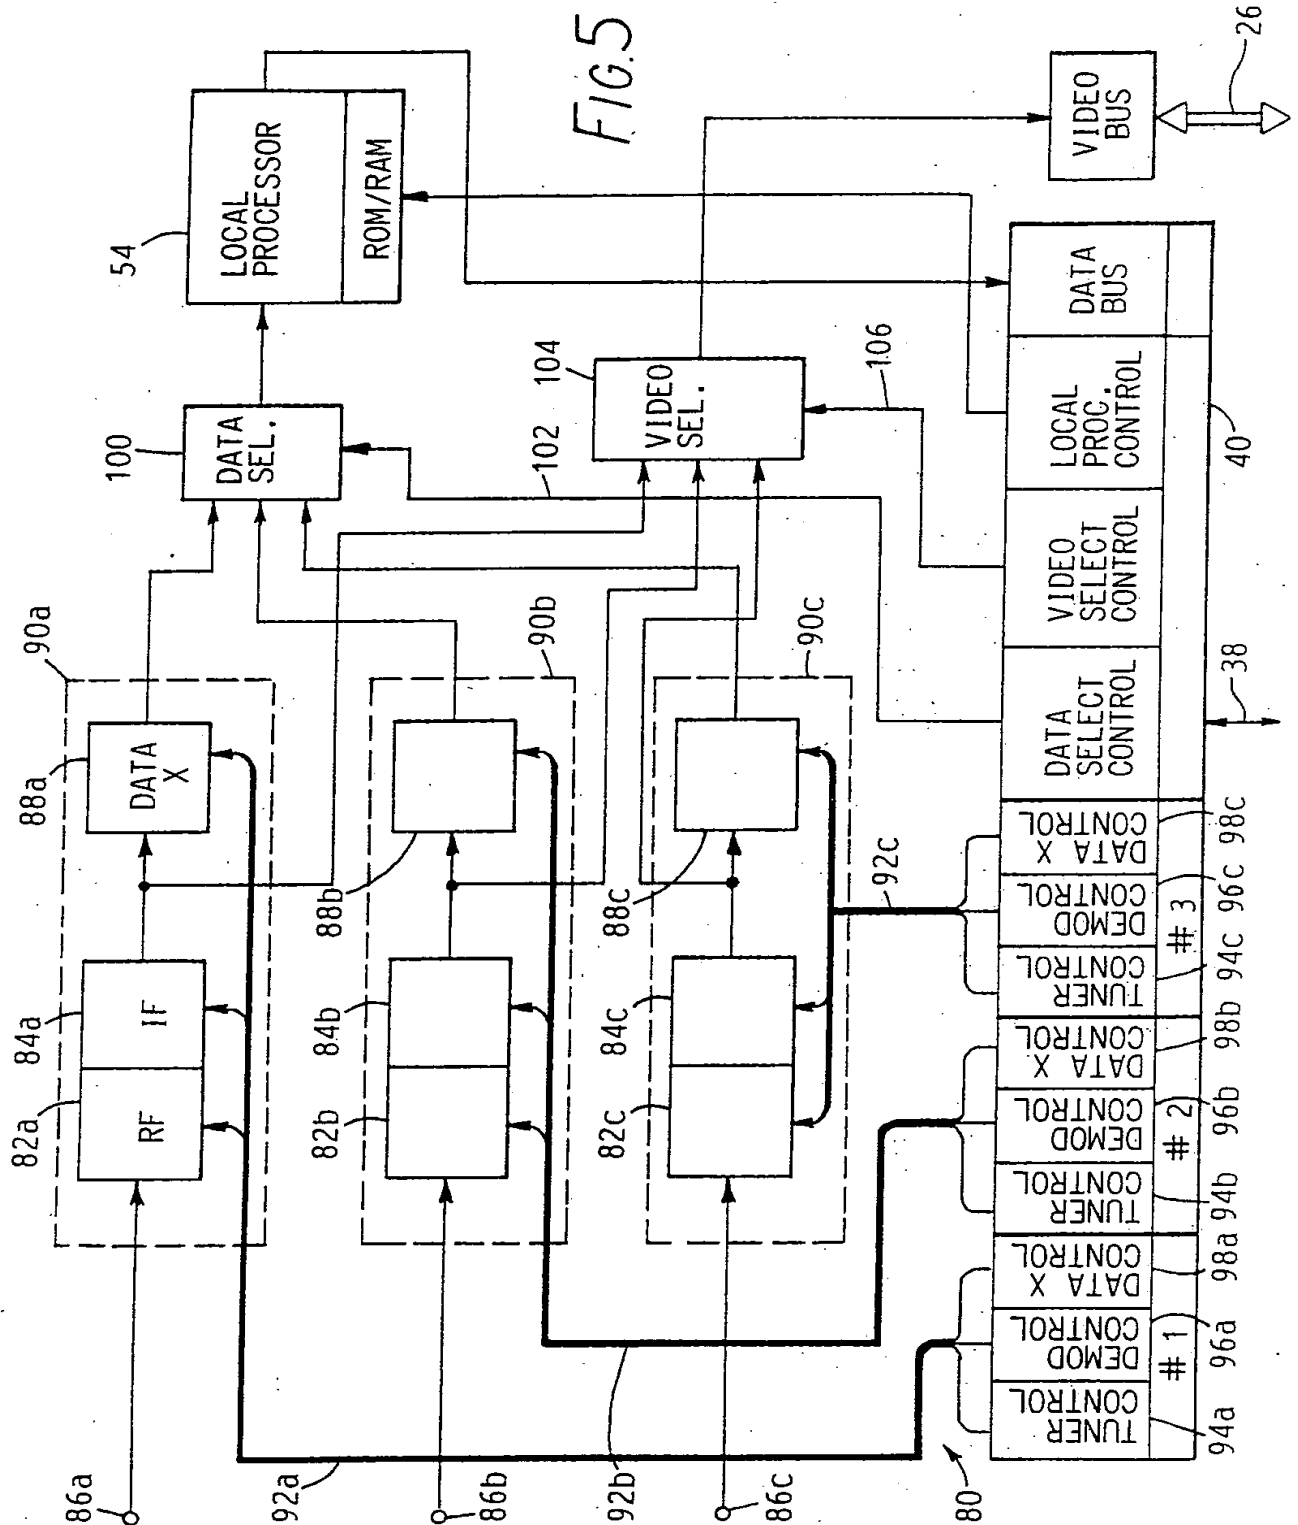 FIG.5
86a
82a
RF
84a
IF
88a
DATA
X
90a
100
DATA
SEL.
54
LOCAL
PROCESSOR
ROM/RAM
92a
86b
82b
84b
88b
90b
102
104
VIDEO
SEL.
92b
86c
82c
84c
88c
90c
92c
106
VIDEO
BUS
26
80
TUNER
CONTROL
DEMOD
CONTROL
DATA X
CONTROL
# 1
TUNER
CONTROL
DEMOD
CONTROL
DATA X
CONTROL
# 2
TUNER
CONTROL
DEMOD
CONTROL
DATA X
CONTROL
# 3
DATA
SELECT
CONTROL
VIDEO
SELECT
CONTROL
LOCAL
PROC.
CONTROL
DATA
BUS
94a
96a
98a
94b
96b
98b
94c
96c
98c
38
40